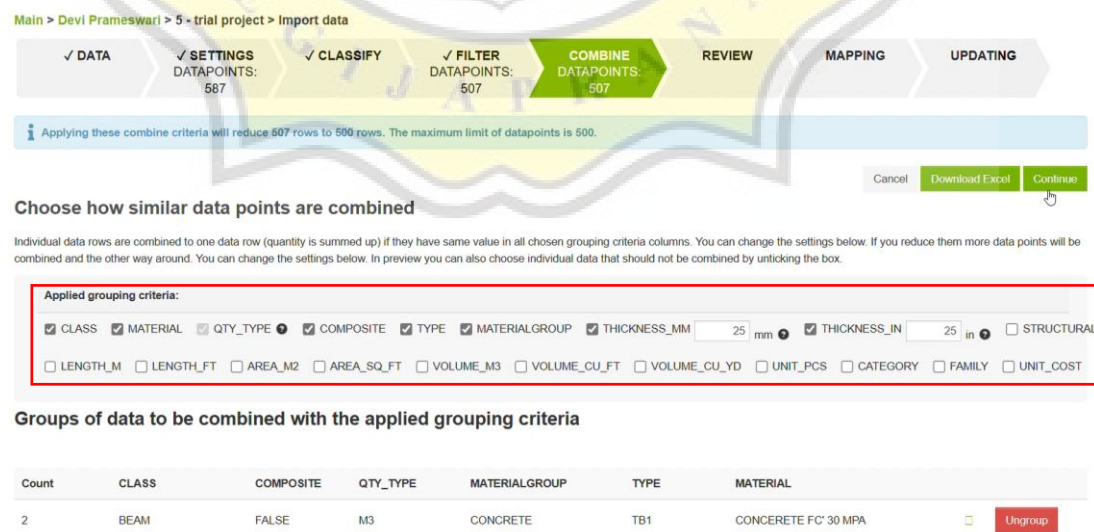 Main > Devi Prameswari > 5 - trial project > Import data
✓ DATA ✓ SETTINGS ✓ CLASSIFY ✓ FILTER COMBINE REVIEW MAPPING UPDATING
DATAPOINTS: DATAPOINTS: DATAPOINTS:
587 507 507
Applying these combine criteria will reduce 507 rows to 500 rows. The maximum limit of datapoints is 500.
Cancel Download Excel Continue
Choose how similar data points are combined
Individual data rows are combined to one data row (quantity is summed up) if they have same value in all chosen grouping criteria columns. You can change the settings below. If you reduce them more data points will be
combined and the other way around. You can change the settings below. In preview you can also choose individual data that should not be combined by unticking the box.
Applied grouping criteria:
CLASS MATERIAL QTY_TYPE COMPOSITE TYPE MATERIALGROUP THICKNESS_MM 25 mm THICKNESS_IN 25 in STRUCTURAL
LENGTH_M LENGTH_FT AREA_M2 AREA_SQ_FT VOLUME_M3 VOLUME_CU_FT VOLUME_CU_YD UNIT_PCS CATEGORY FAMILY UNIT_COST
Groups of data to be combined with the applied grouping criteria
Count CLASS COMPOSITE QTY_TYPE MATERIALGROUP TYPE MATERIAL
2 BEAM FALSE M3 CONCRETE TB1 CONCERETE FC' 30 MPA Ungroup